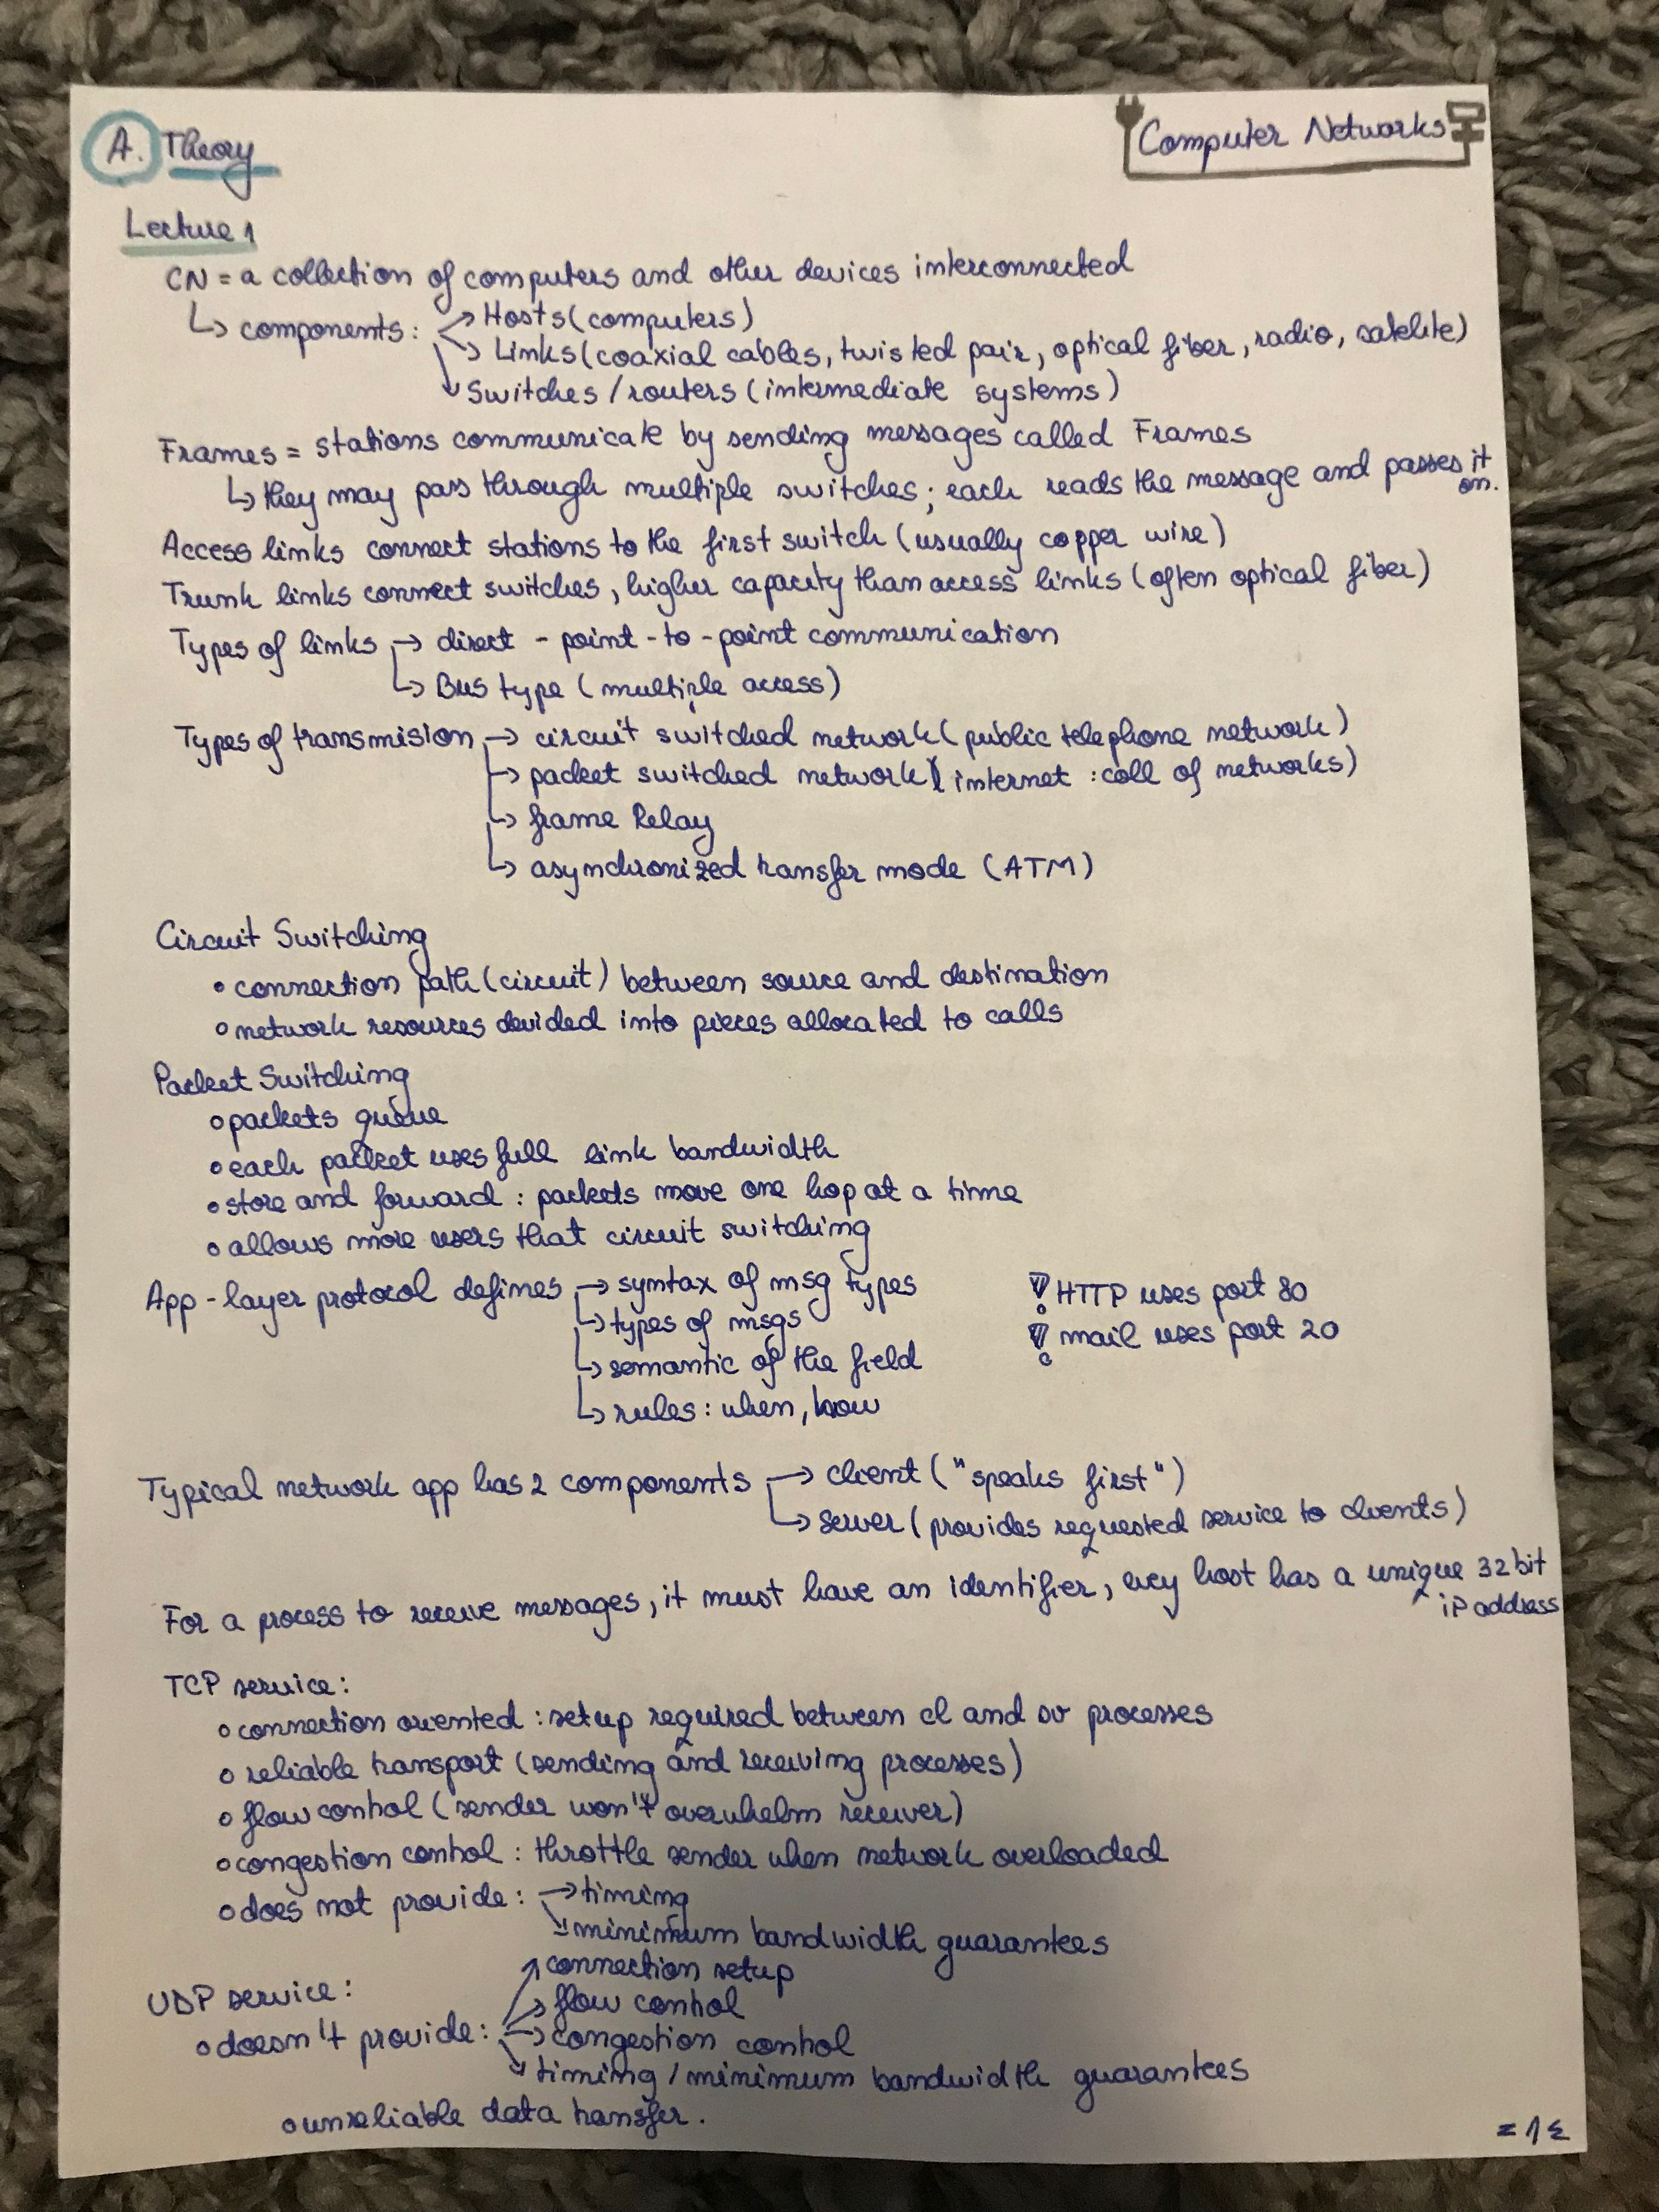 A. Theory
Computer Networks
Lecture 1
CN = a collection of computers and other devices interconnected
↳ components: → Hosts (computers)
→ Links (coaxial cables, twisted pair, optical fiber, radio, satelite)
↳ Switches / routers (intermediate systems)
Frames = stations communicate by sending messages called Frames
↳ they may pass through multiple switches; each reads the message and passes it on.
Access links connect stations to the first switch (usually copper wire)
Trunk links connect switches, higher capacity than access links (often optical fiber)
Types of links → direct - point-to-point communication
↳ Bus type (multiple access)
Types of transmision → circuit switched network (public telephone network)
↳ packet switched network (internet : coll of networks)
↳ frame Relay
↳ asynchronized transfer mode (ATM)
Circuit Switching
• connection path (circuit) between source and destination
• network resources devided into pieces allocated to calls
Packet Switching
• packets queue
• each packet uses full link bandwidth
• store and forward : packets move one hop at a time
• allows more users that circuit switching
App-layer protocol defines → syntax of msg types
↳ types of msgs
↳ semantic of the field
↳ rules: when, how
! HTTP uses port 80
! mail uses port 20
Typical network app has 2 components → client ("speaks first")
↳ server (provides requested service to clients)
For a process to receive messages, it must have an identifier, evey host has a unique 32 bit
iP address
TCP service:
• connection oriented : setup required between cl and sv processes
• reliable transport (sending and receiving processes)
• flow control (sender won't overwhelm receiver)
• congestion control : throttle sender when network overloaded
• does not provide: → timing
↘ minimum bandwidth guarantees
UDP service:
• doesn't provide: ↗ connection setup
→ flow control
→ congestion control
↘ timing / minimum bandwidth guarantees
• unreliable data transfer.
≈ 1 ≤